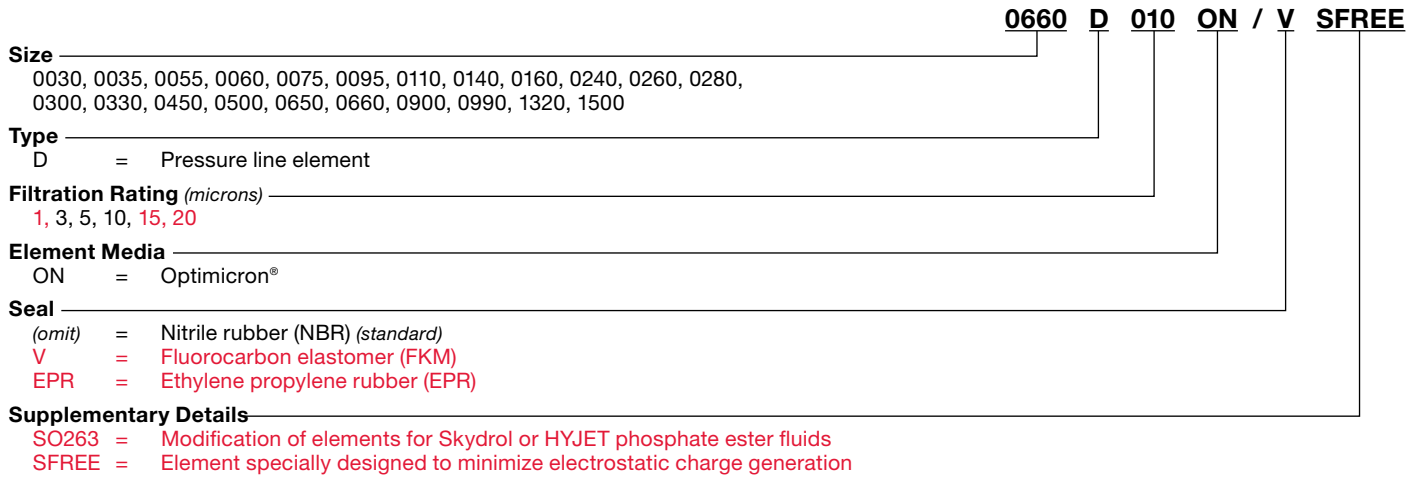 0660 D 010 ON / V SFREE
Size
0030, 0035, 0055, 0060, 0075, 0095, 0110, 0140, 0160, 0240, 0260, 0280,
0300, 0330, 0450, 0500, 0650, 0660, 0900, 0990, 1320, 1500
Type
D = Pressure line element
Filtration Rating (microns)
1, 3, 5, 10, 15, 20
Element Media
ON = Optimicron®
Seal
(omit) = Nitrile rubber (NBR) (standard)
V = Fluorocarbon elastomer (FKM)
EPR = Ethylene propylene rubber (EPR)
Supplementary Details
SO263 = Modification of elements for Skydrol or HYJET phosphate ester fluids
SFREE = Element specially designed to minimize electrostatic charge generation